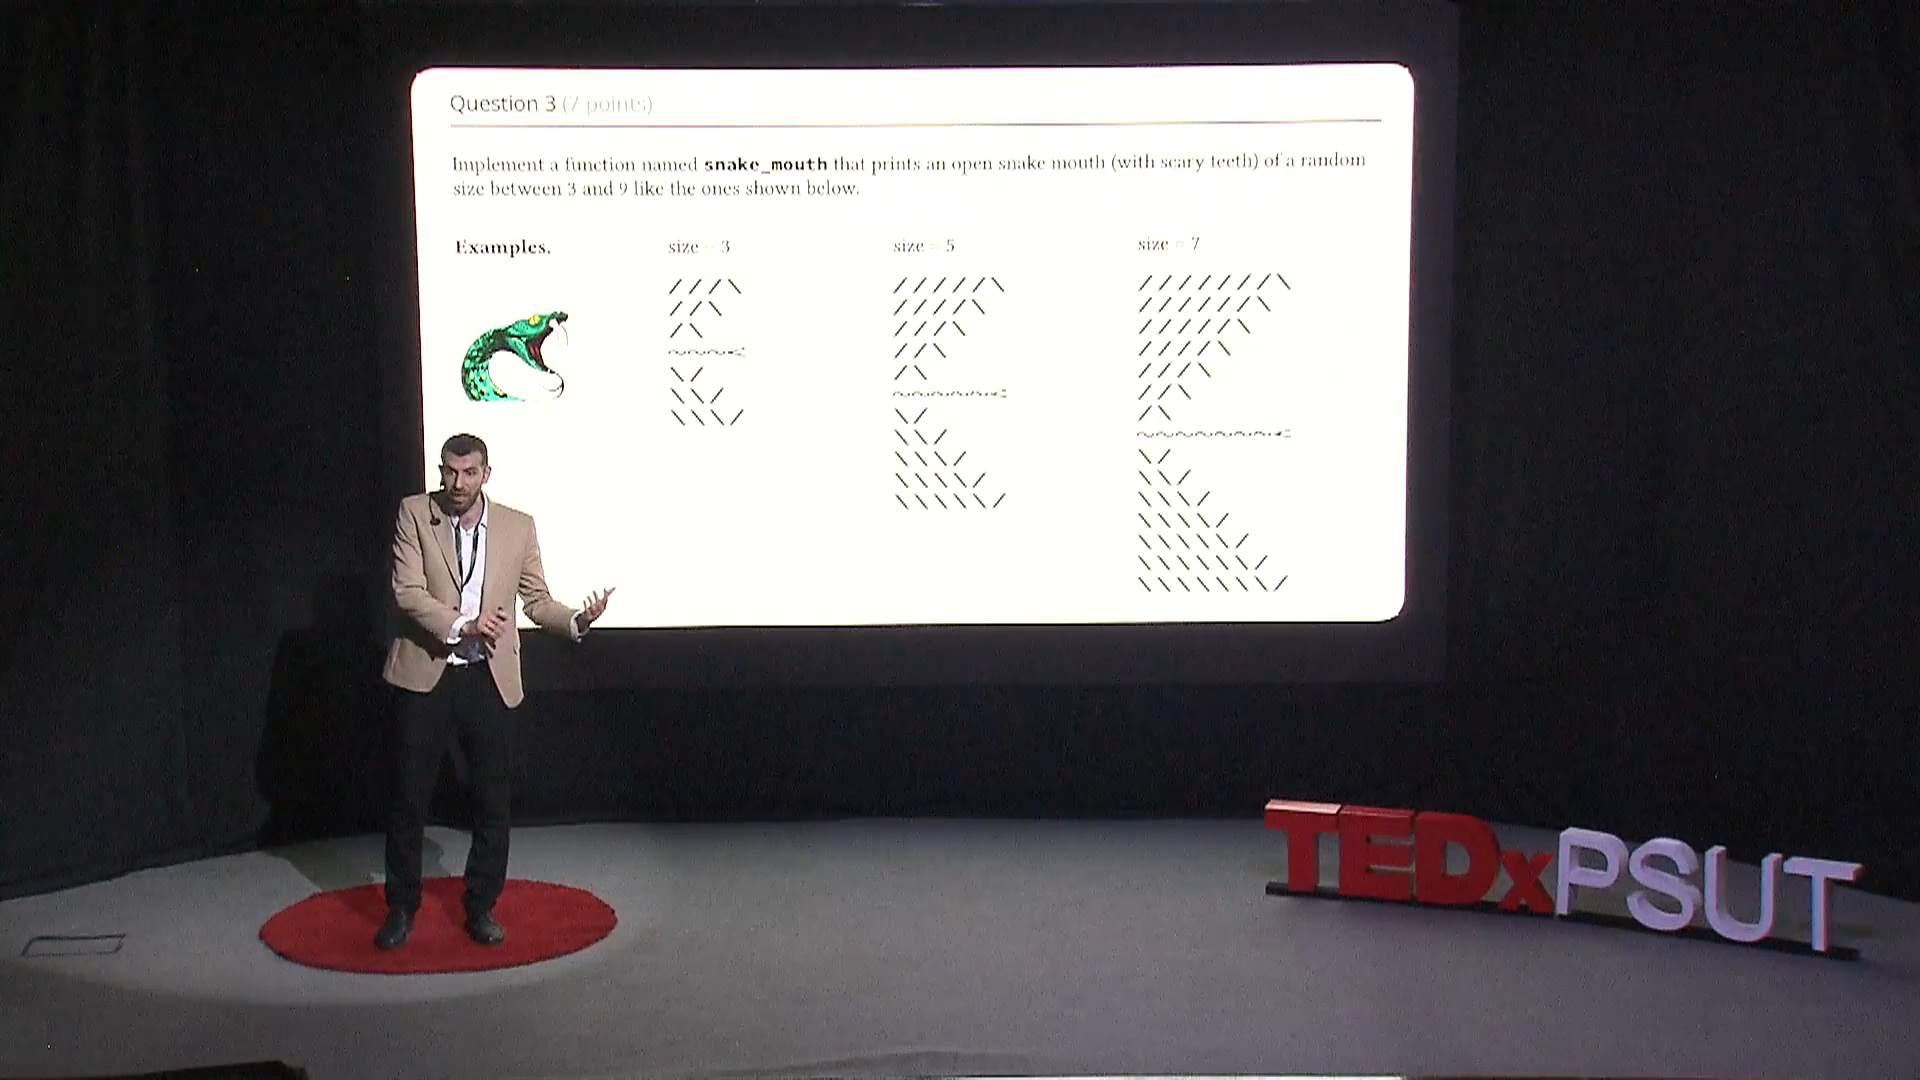 Question 3 (7 points)
Implement a function named snake_mouth that prints an open snake mouth (with scary teeth) of a random
size between 3 and 9 like the ones shown below.
Examples. size = 3 size = 5 size = 7
TEDxPSUT